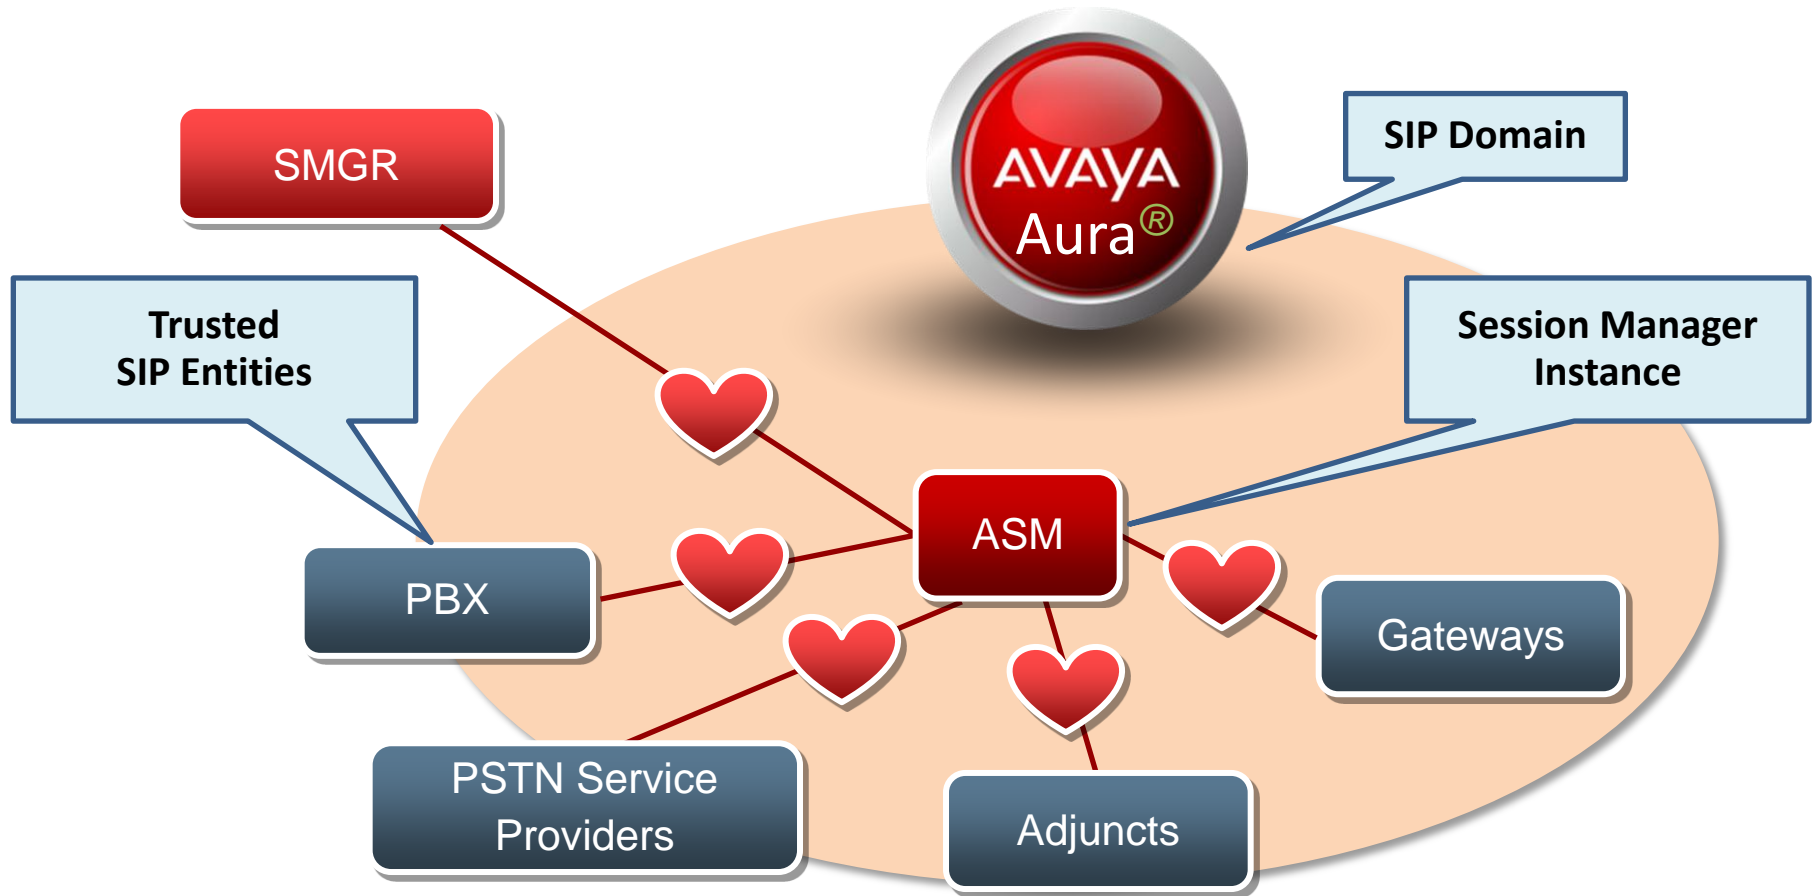 SMGR
AVAYA
Aura®
SIP Domain
Trusted
SIP Entities
Session Manager
Instance
ASM
PBX
Gateways
PSTN Service
Providers
Adjuncts